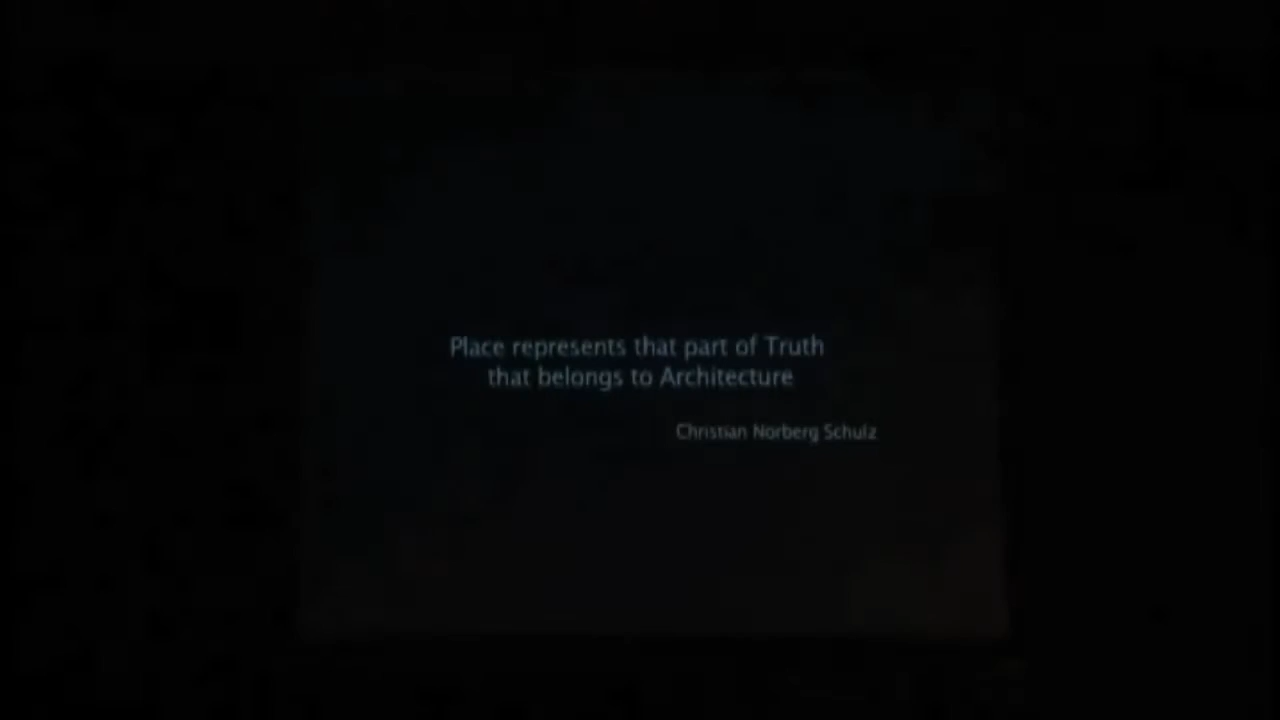 Place represents that part of Truth
that belongs to Architecture
Christian Norberg Schulz